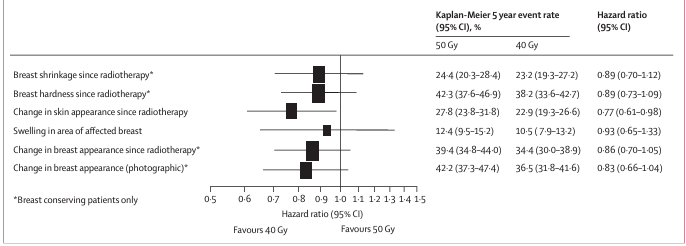 Kaplan-Meier 5 year event rate Hazard ratio
(95% CI), % (95% CI)
50 Gy 40 Gy
Breast shrinkage since radiotherapy* 24·4 (20·3–28·4) 23·2 (19·3–27·2) 0·89 (0·70–1·12)
Breast hardness since radiotherapy* 42·3 (37·6–46·9) 38·2 (33·6–42·7) 0·89 (0·73–1·09)
Change in skin appearance since radiotherapy 27·8 (23·8–31·8) 22·9 (19·3–26·6) 0·77 (0·61–0·98)
Swelling in area of affected breast 12·4 (9·5–15·2) 10·5 (7·9–13·2) 0·93 (0·65–1·33)
Change in breast appearance since radiotherapy* 39·4 (34·8–44·0) 34·4 (30·0–38·9) 0·86 (0·70–1·05)
Change in breast appearance (photographic)* 42·2 (37·3–47·4) 36·5 (31·8–41·6) 0·83 (0·66–1·04)
*Breast conserving patients only 0·5 0·6 0·7 0·8 0·9 1·0 1·1 1·2 1·3 1·4 1·5
Hazard ratio (95% CI)
Favours 40 Gy Favours 50 Gy